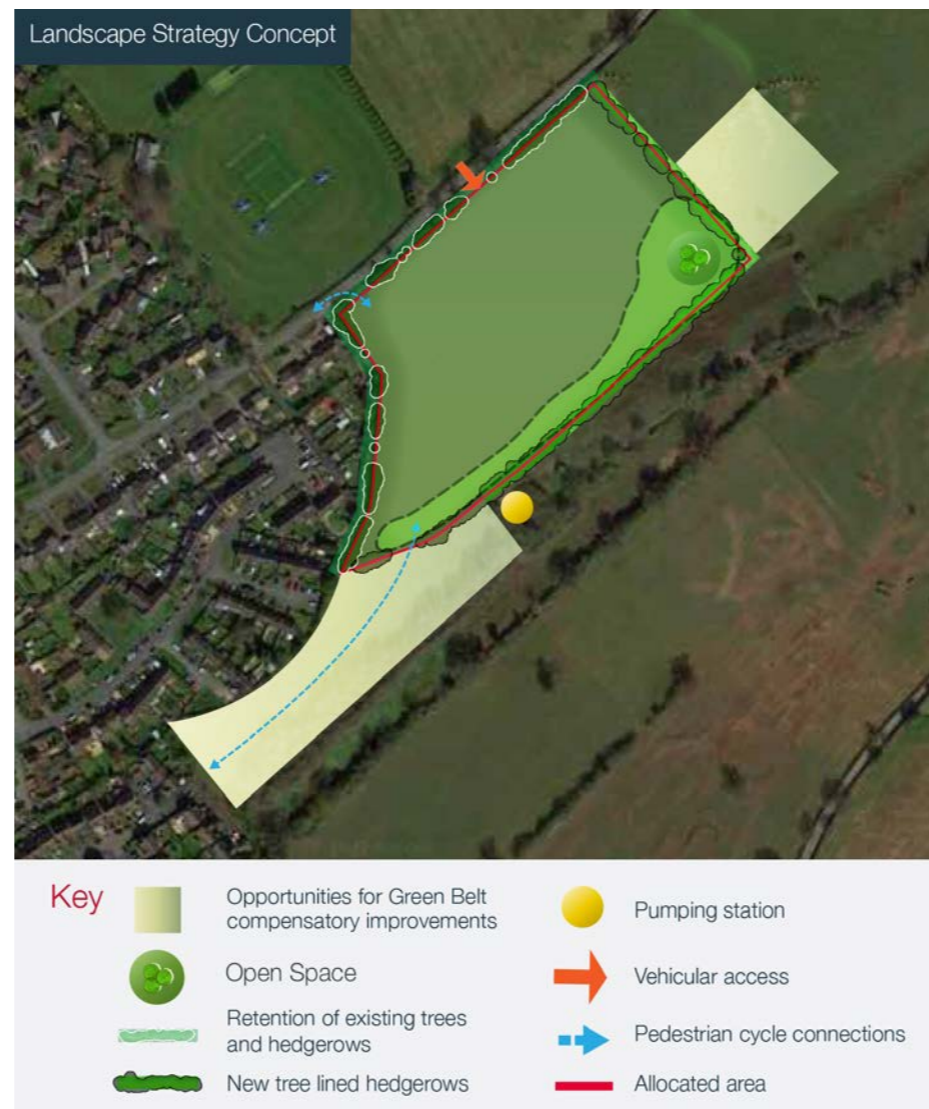 Landscape Strategy Concept
Key
Opportunities for Green Belt
compensatory improvements
Open Space
Retention of existing trees
and hedgerows
New tree lined hedgerows
Pumping station
Vehicular access
Pedestrian cycle connections
Allocated area